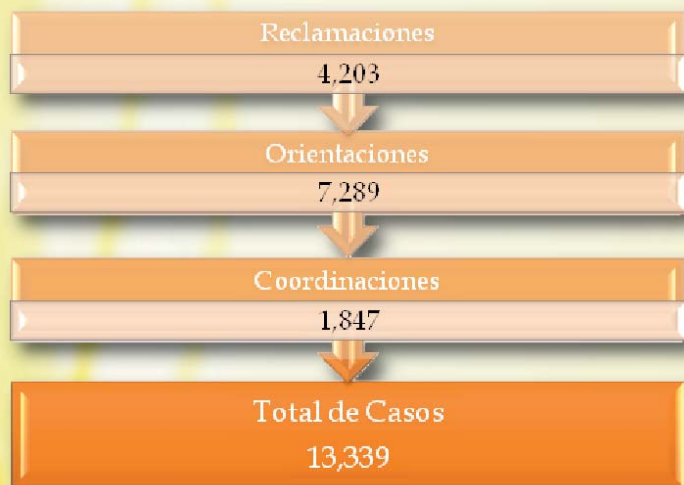 Reclamaciones
4,203
Orientaciones
7,289
Coordinaciones
1,847
Total de Casos
13,339